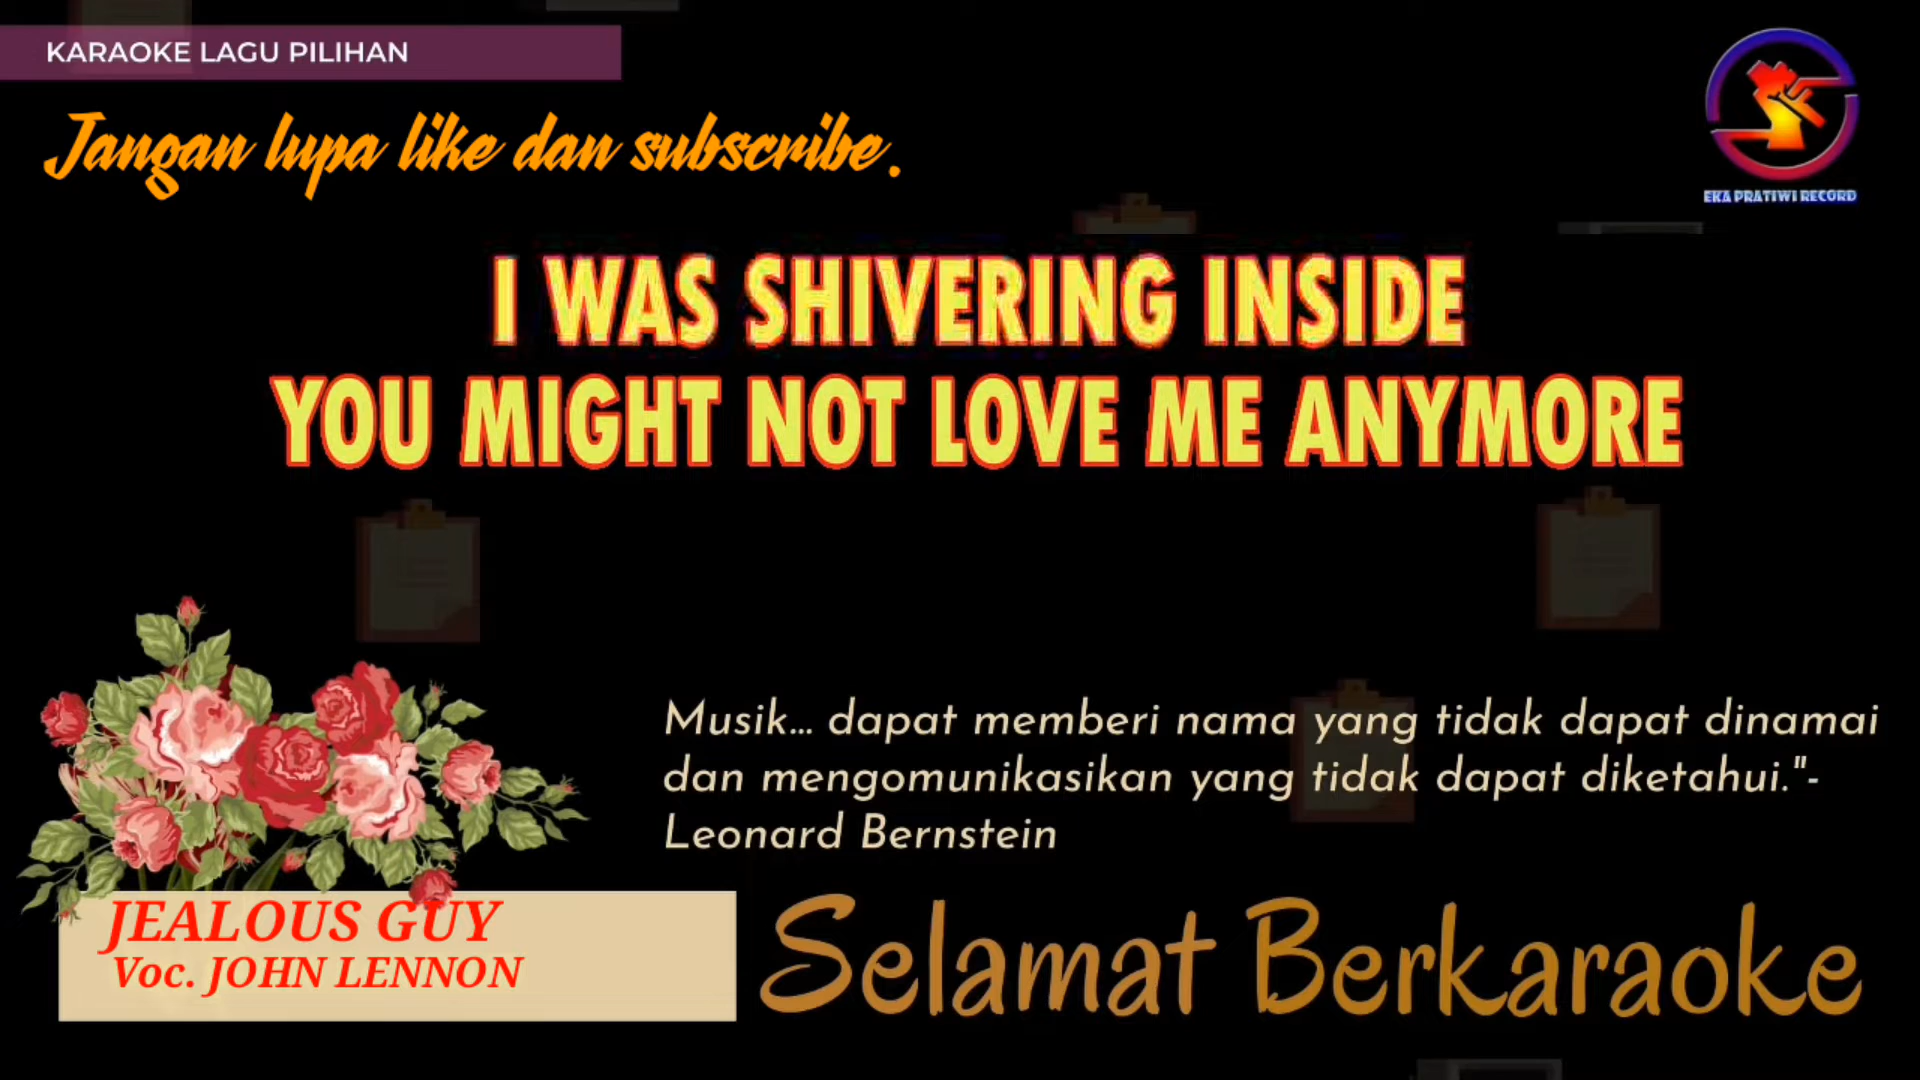 KARAOKE LAGU PILIHAN
Jangan lupa like dan subscribe.
EKA PRATIWI RECORD
I WAS SHIVERING INSIDE
YOU MIGHT NOT LOVE ME ANYMORE
Musik... dapat memberi nama yang tidak dapat dinamai
dan mengomunikasikan yang tidak dapat diketahui."-
Leonard Bernstein
JEALOUS GUY
Voc. JOHN LENNON
Selamat Berkaraoke